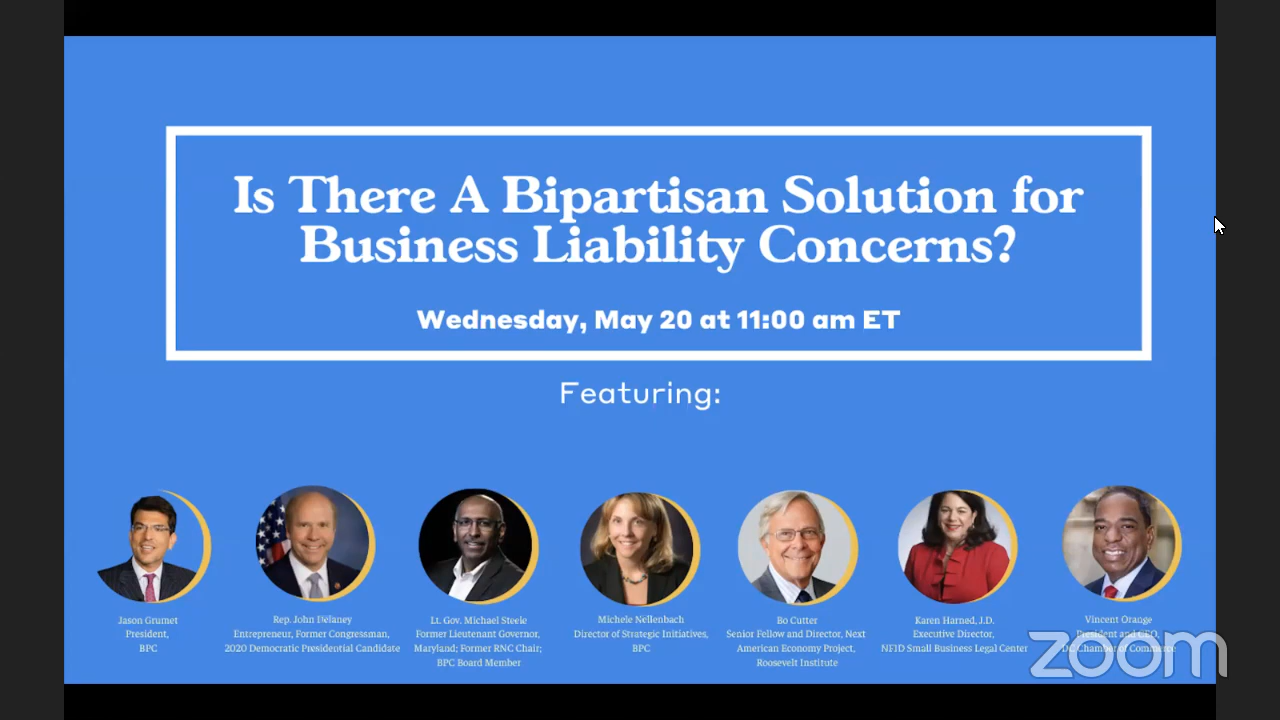 Is There A Bipartisan Solution for
Business Liability Concerns?
Wednesday, May 20 at 11:00 am ET
Featuring:
Jason Grumet
President,
BPC
Rep. John Delaney
Entrepreneur, Former Congressman,
2020 Democratic Presidential Candidate
Lt. Gov. Michael Steele
Former Lieutenant Governor,
Maryland; Former RNC Chair;
BPC Board Member
Michele Nellenbach
Director of Strategic Initiatives,
BPC
Bo Cutter
Senior Fellow and Director, Next
American Economy Project,
Roosevelt Institute
Karen Harned, J.D.
Executive Director,
NFID Small Business Legal Center
Vincent Orange
President and CEO,
DC Chamber of Commerce
zoom